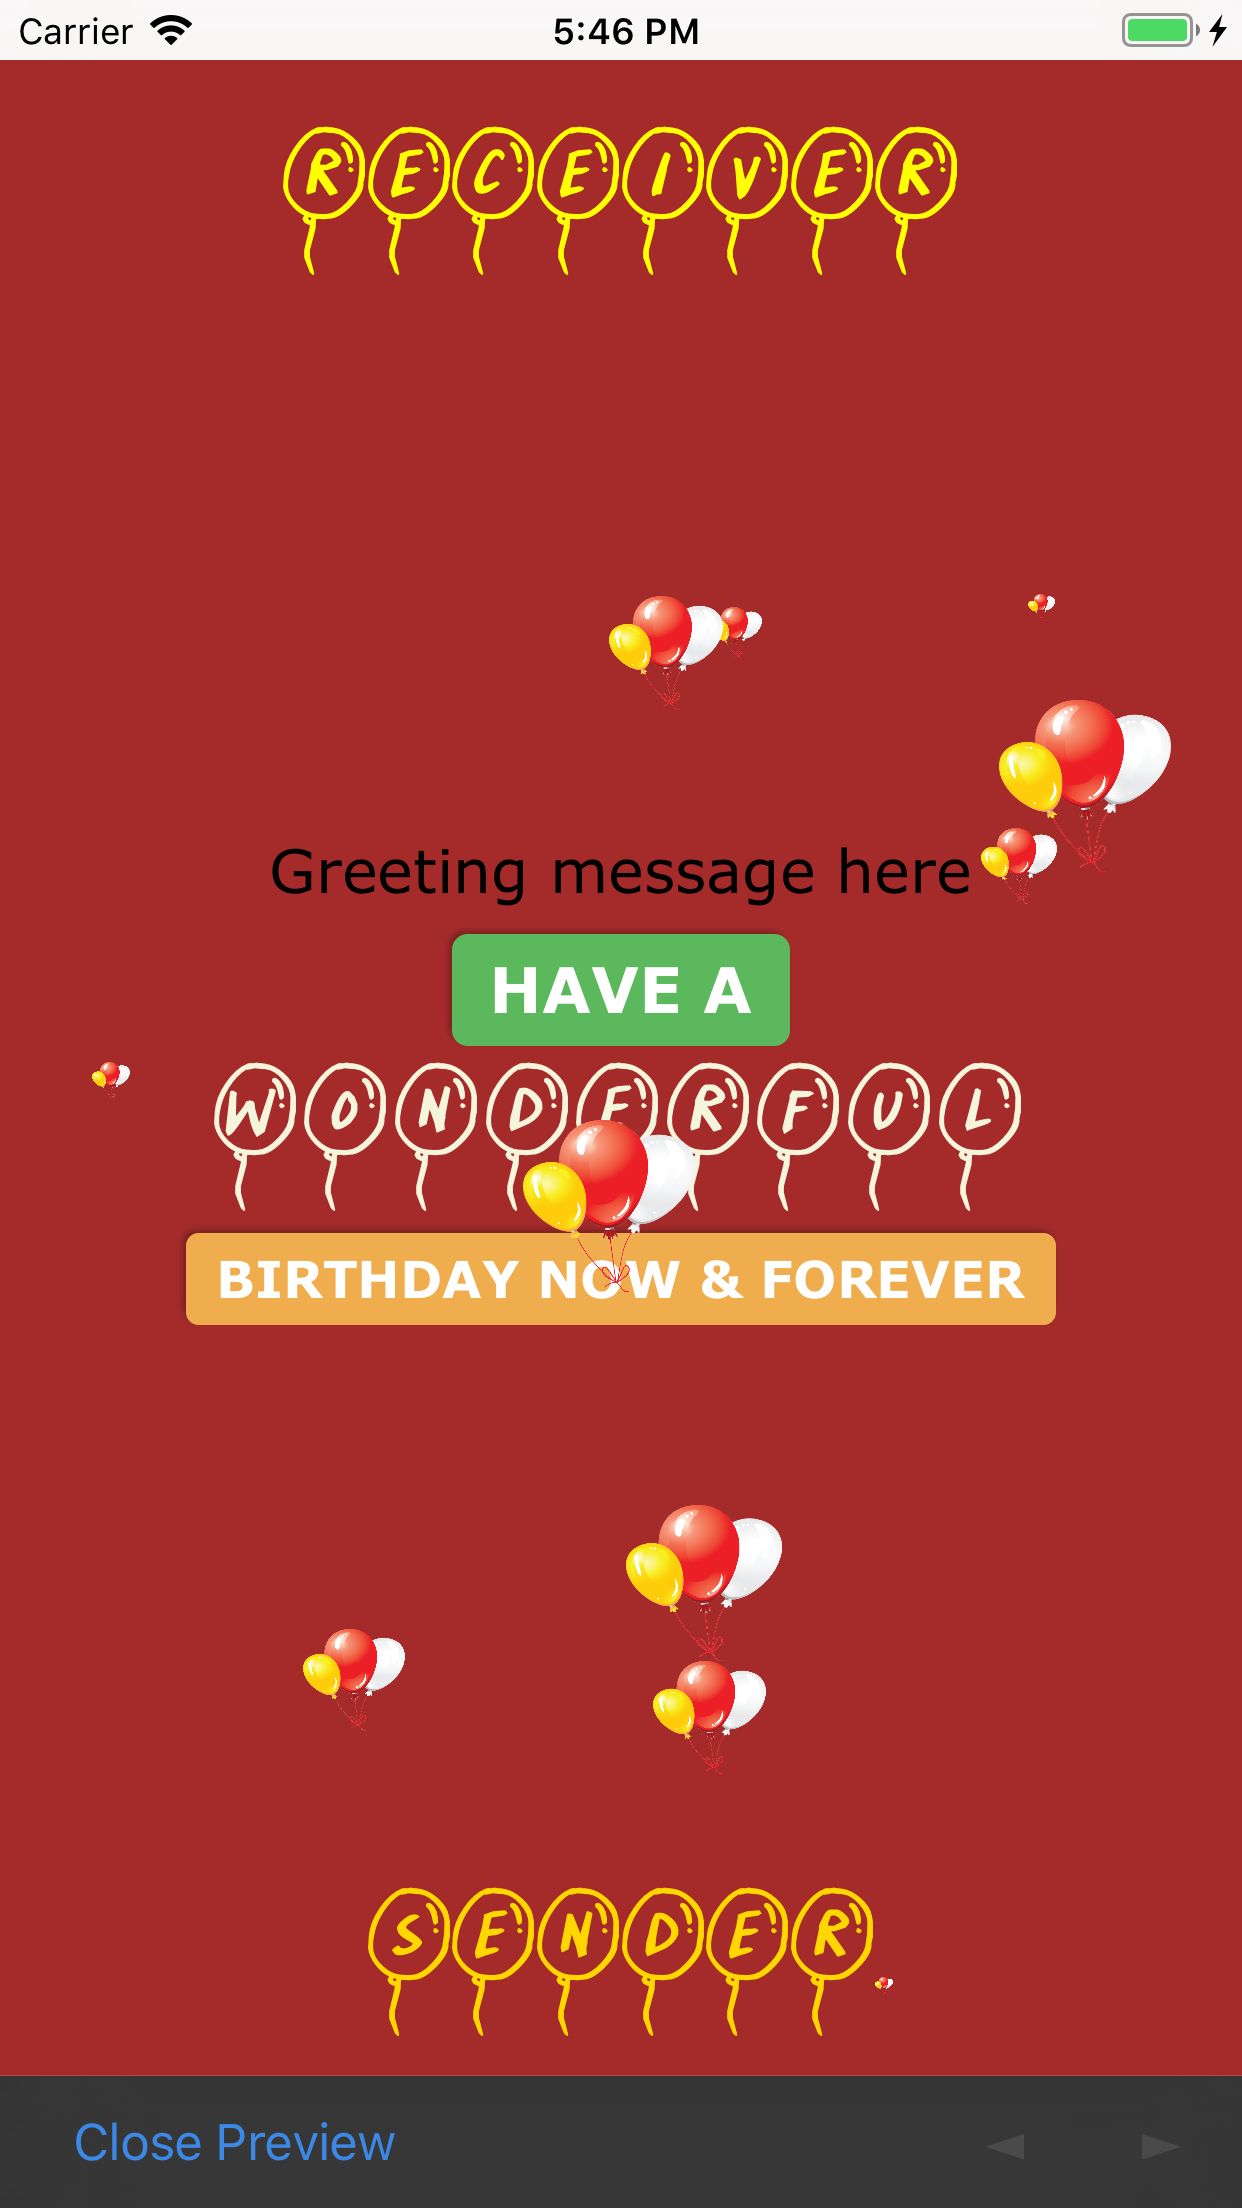 Carrier 5:46 PM
RECEIVER
Greeting message here
HAVE A
WONDERFUL
BIRTHDAY NOW & FOREVER
SENDER
Close Preview